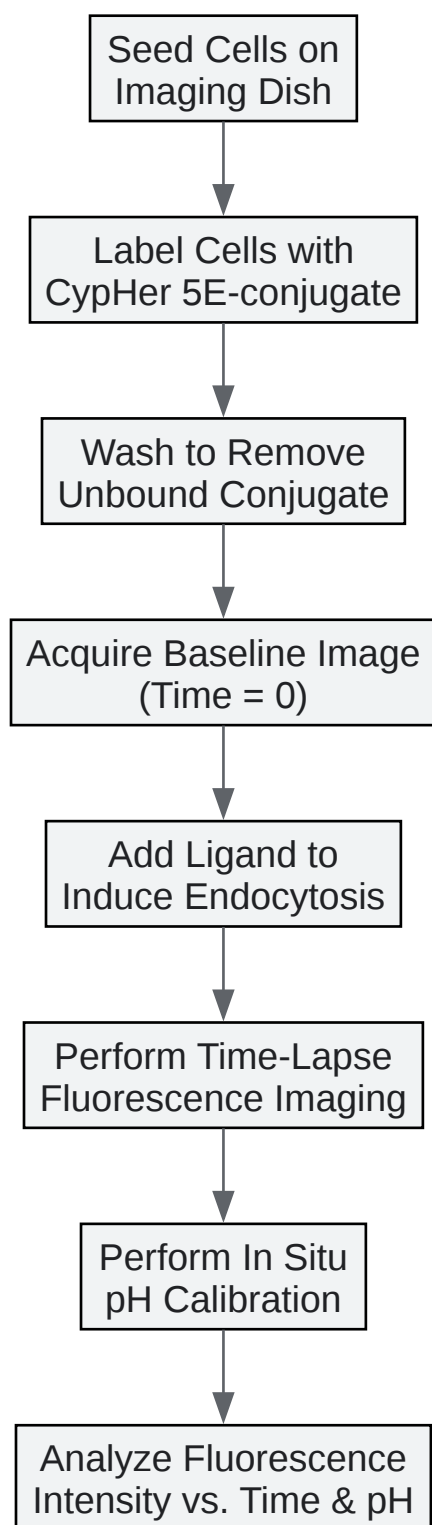 Seed Cells on
Imaging Dish
Label Cells with
CypHer 5E-conjugate
Wash to Remove
Unbound Conjugate
Acquire Baseline Image
(Time = 0)
Add Ligand to
Induce Endocytosis
Perform Time-Lapse
Fluorescence Imaging
Perform In Situ
pH Calibration
Analyze Fluorescence
Intensity vs. Time & pH